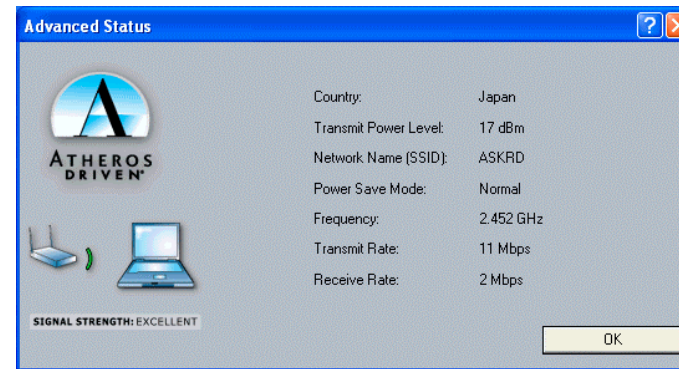 Advanced Status
ATHEROS
DRIVEN
Country: Japan
Transmit Power Level: 17 dBm
Network Name (SSID): ASKRD
Power Save Mode: Normal
Frequency: 2.452 GHz
Transmit Rate: 11 Mbps
Receive Rate: 2 Mbps
SIGNAL STRENGTH: EXCELLENT
OK